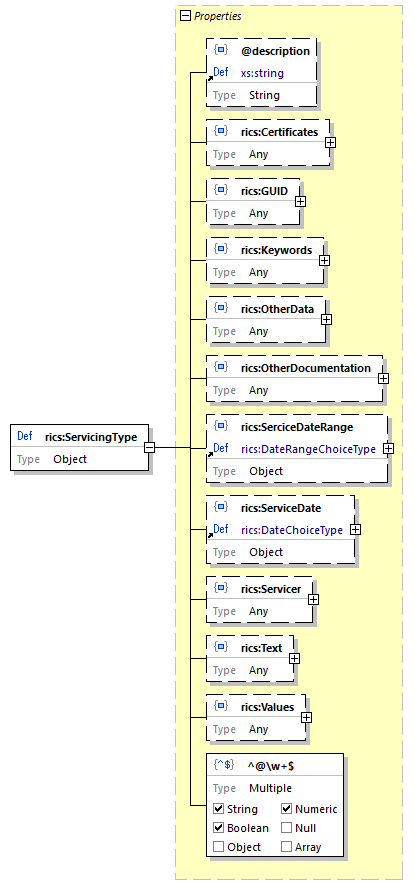 Properties
@description
Def xs:string
Type String
rics:Certificates
Type Any
rics:GUID
Type Any
rics:Keywords
Type Any
rics:OtherData
Type Any
rics:OtherDocumentation
Type Any
Def rics:ServicingType
Type Object
rics:SerciceDateRange
Def rics:DateRangeChoiceType
Type Object
rics:ServiceDate
Def rics:DateChoiceType
Type Object
rics:Servicer
Type Any
rics:Text
Type Any
rics:Values
Type Any
{^$} ^@\w+$
Type Multiple
String Numeric
Boolean Null
Object Array